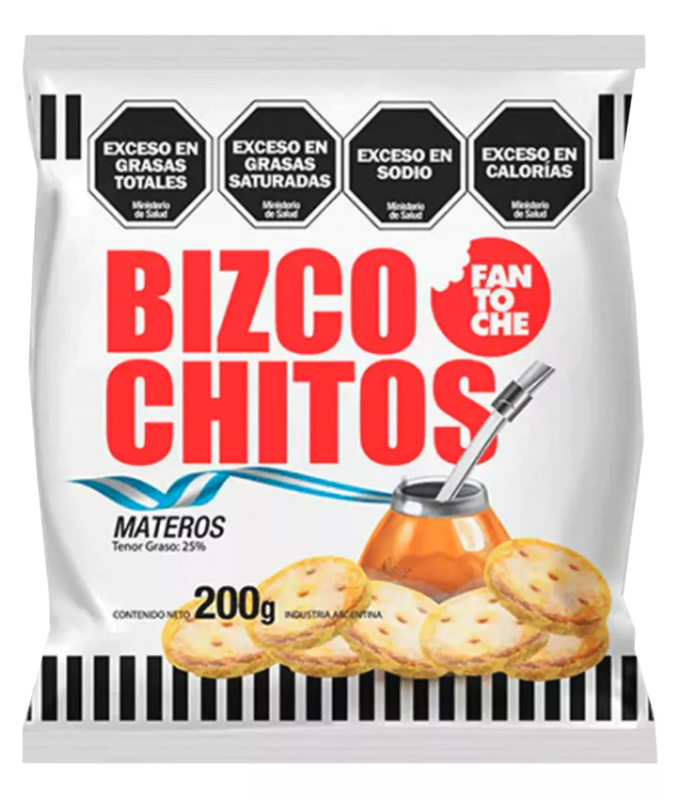 EXCESO EN
GRASAS
TOTALES
Ministerio
de Salud
EXCESO EN
GRASAS
SATURADAS
Ministerio
de Salud
EXCESO EN
SODIO
Ministerio
de Salud
EXCESO EN
CALORÍAS
Ministerio
de Salud
BIZCO
CHITOS
FAN
TO
CHE
MATEROS
Tenor Graso: 25%
CONTENIDO NETO 200g INDUSTRIA ARGENTINA